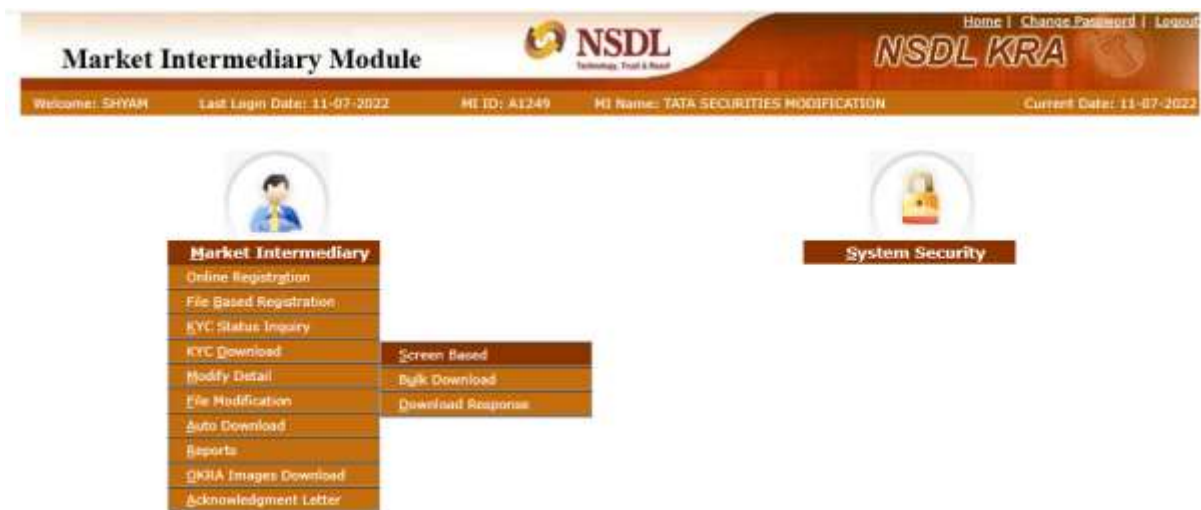 Home | Change Password | Logout
Market Intermediary Module
NSDL
Technology, Trust & Reach
NSDL KRA
Welcome: SHYAM Last Login Date: 11-07-2022 MI ID: A1249 MI Name: TATA SECURITIES MODIFICATION Current Date: 11-07-2022
Market Intermediary
System Security
Online Registration
File Based Registration
KYC Status Inquiry
KYC Download
Screen Based
Modify Detail
Bulk Download
File Modification
Download Response
Auto Download
Reports
OKRA Images Download
Acknowledgment Letter